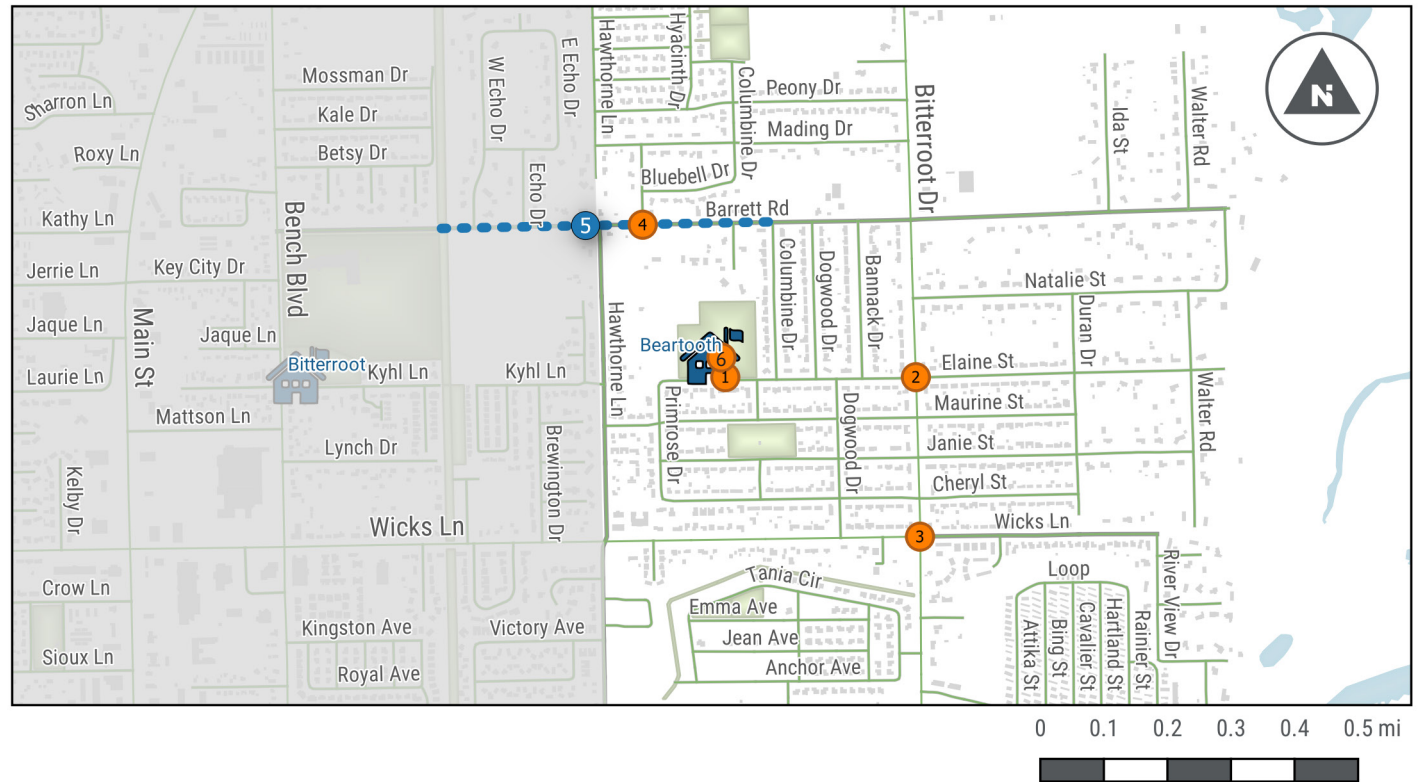 Mossman Dr
W Echo Dr
E Echo Dr
Hawthorne Ln
Hyacinth Dr
Columbine Dr
Peony Dr
Bitterroot Dr
Ida St
Walter Rd
N
Sharron Ln
Kale Dr
Mading Dr
Roxy Ln
Betsy Dr
Bluebell Dr
Echo Dr
Kathy Ln
Bench Blvd
5
4
Barrett Rd
Jerrie Ln
Key City Dr
Columbine Dr
Dogwood Dr
Bannack Dr
Natalie St
Jaque Ln
Main St
Jaque Ln
Hawthorne Ln
Beartooth
6
1
2
Duran Dr
Elaine St
Laurie Ln
Bitterroot
Kyhl Ln
Kyhl Ln
Mattson Ln
Primrose Dr
Dogwood Dr
Maurine St
Walter Rd
Lynch Dr
Brewington Dr
Janie St
Kelby Dr
Cheryl St
Wicks Ln
3
Wicks Ln
Crow Ln
Tania Cir
Loop
River View Dr
Emma Ave
Kingston Ave
Victory Ave
Jean Ave
Attika St
Bing St
Cavalier St
Hartland St
Rainier St
Sioux Ln
Royal Ave
Anchor Ave
0 0.1 0.2 0.3 0.4 0.5 mi